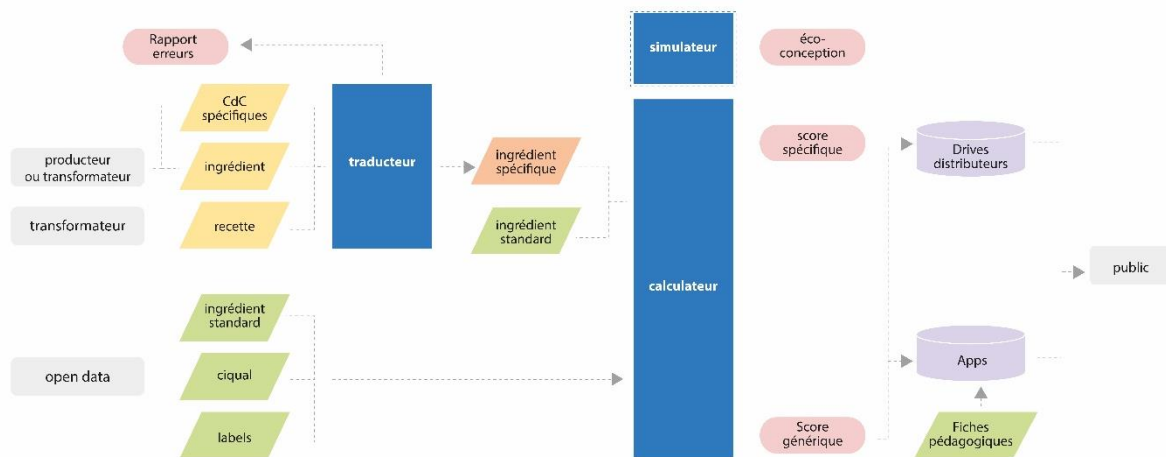 Rapport
erreurs
simulateur
éco-
conception
CdC
spécifiques
producteur
ou transformateur
ingrédient
traducteur
ingrédient
spécifique
score
spécifique
Drives
distributeurs
transformateur
recette
ingrédient
standard
public
calculateur
ingrédient
standard
open data
ciqual
Apps
labels
Score
générique
Fiches
pédagogiques